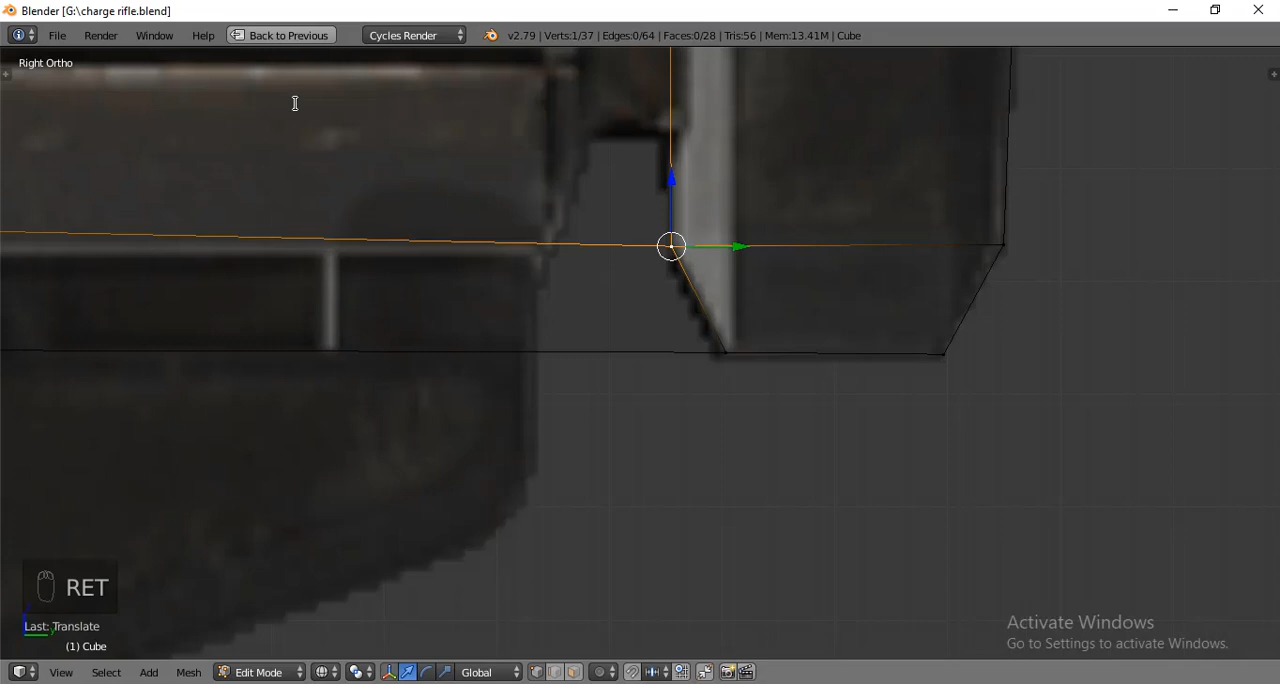 Blender [G:\charge rifle.blend]
File Render Window Help Back to Previous Cycles Render v2.79 | Verts:1/37 | Edges:0/64 | Faces:0/28 | Tris:56 | Mem:13.41M | Cube
Right Ortho
RET
Last: Translate
(1) Cube
Activate Windows
Go to Settings to activate Windows.
View Select Add Mesh Edit Mode Global